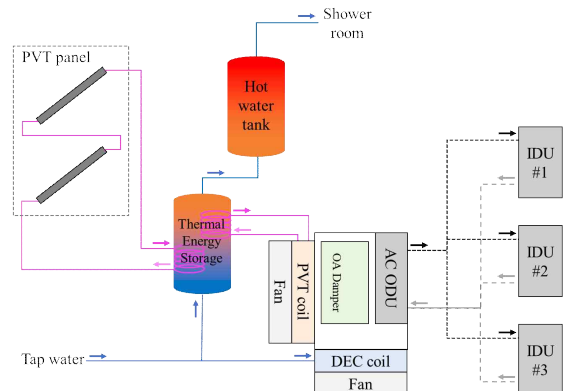 Shower
room
PVT panel
Hot
water
tank
Thermal
Energy
Storage
Fan
PVT coil
OA Damper
AC ODU
IDU
#1
IDU
#2
IDU
#3
Tap water
DEC coil
Fan